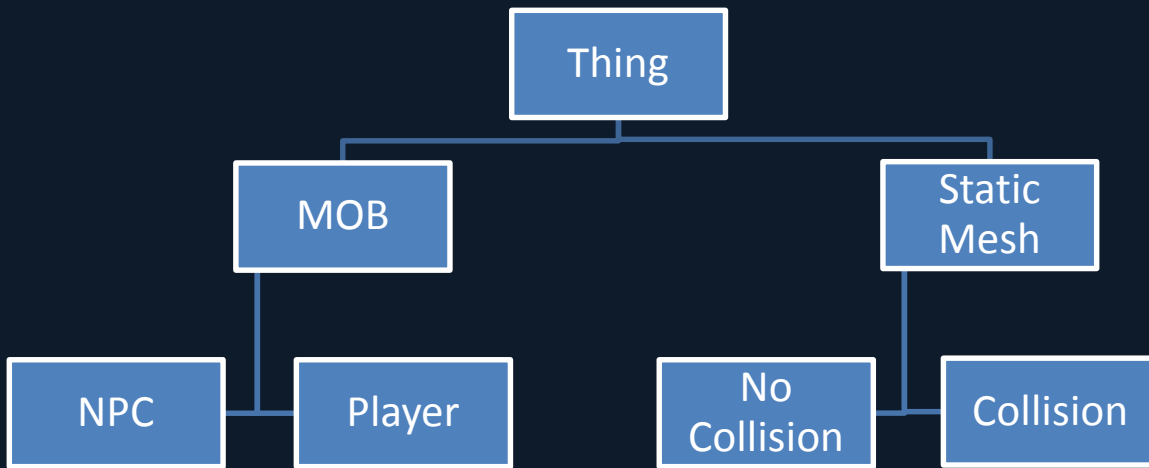 Thing
MOB
Static
Mesh
NPC
Player
No
Collision
Collision